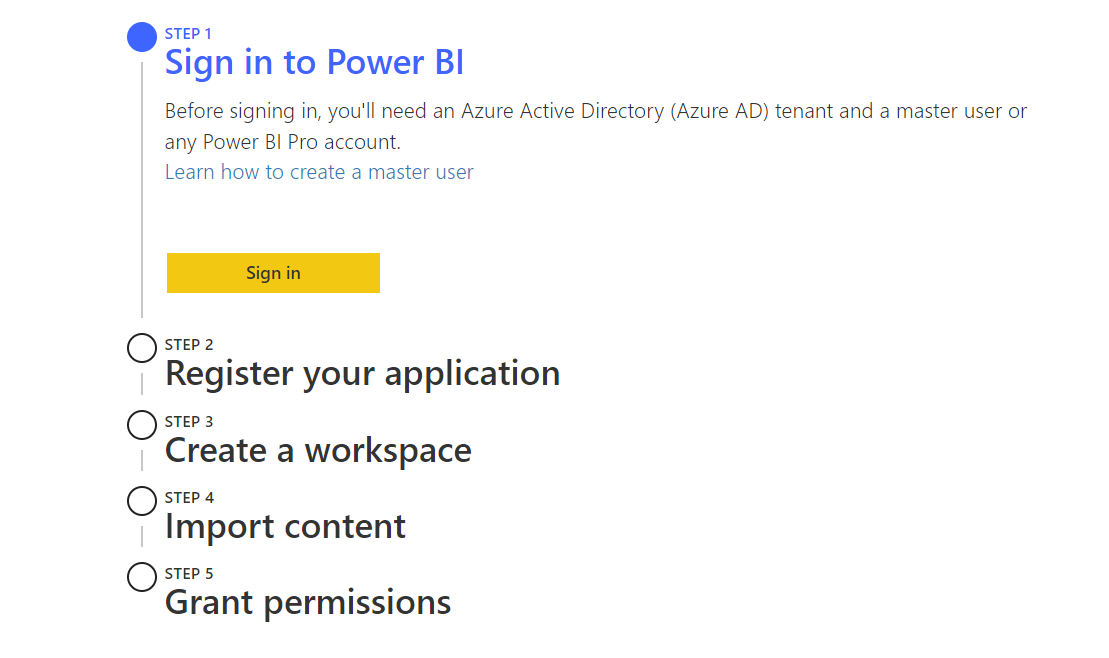 STEP 1
Sign in to Power BI
Before signing in, you'll need an Azure Active Directory (Azure AD) tenant and a master user or
any Power BI Pro account.
Learn how to create a master user
Sign in
STEP 2
Register your application
STEP 3
Create a workspace
STEP 4
Import content
STEP 5
Grant permissions